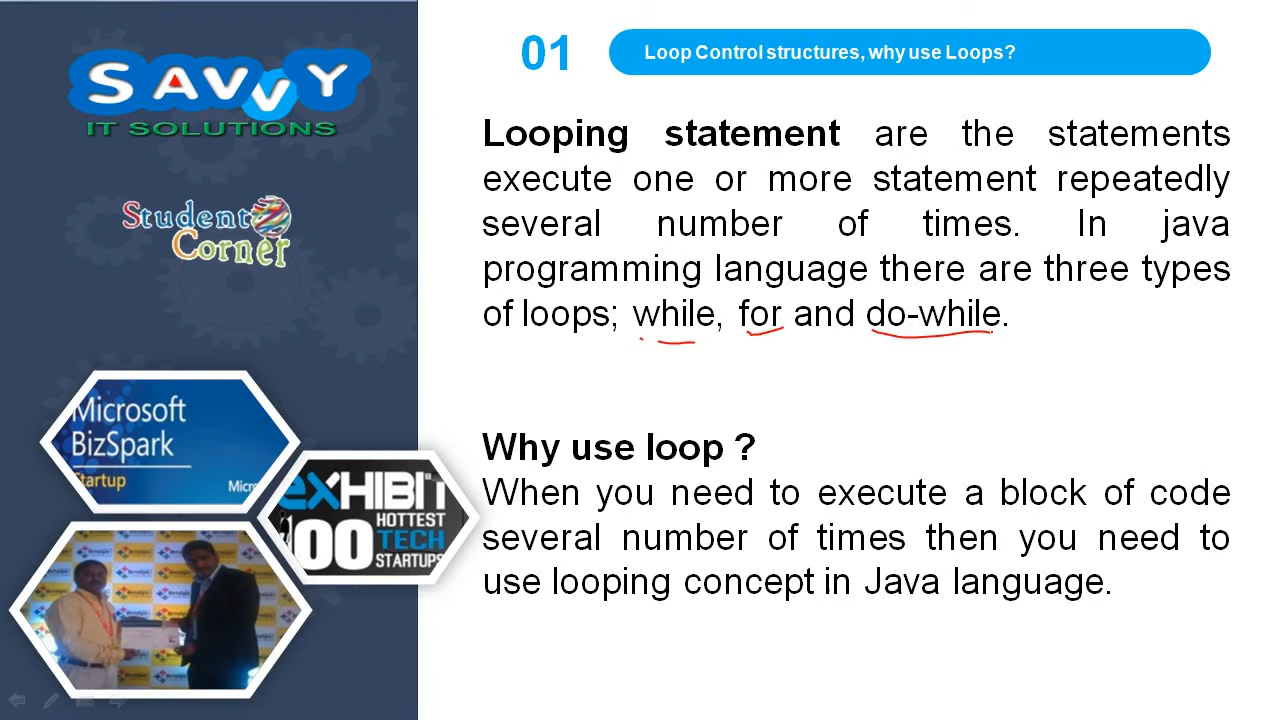 SAVVY
IT SOLUTIONS
Student
Corner
Microsoft
BizSpark
Startup
Micros
eXHIBIT
100
HOTTEST
TECH
STARTUPS
01
Loop Control structures, why use Loops?
Looping statement are the statements
execute one or more statement repeatedly
several number of times. In java
programming language there are three types
of loops; while, for and do-while.
Why use loop ?
When you need to execute a block of code
several number of times then you need to
use looping concept in Java language.